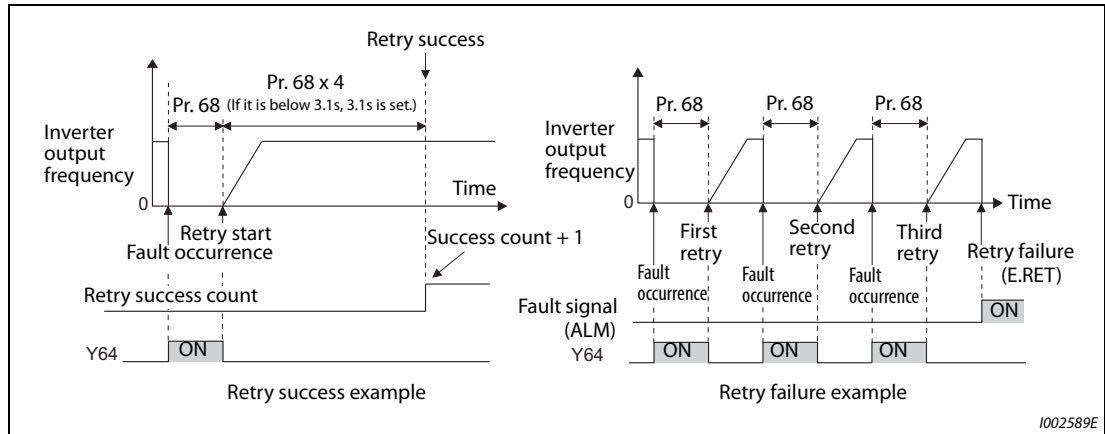 Retry success
Pr. 68 x 4
Pr. 68
(If it is below 3.1s, 3.1s is set.)
Inverter
output
frequency
0
Time
Retry start
Fault occurrence
Success count + 1
Retry success count
Y64
ON
Retry success example
Pr. 68
Pr. 68
Pr. 68
Inverter
output
frequency
0
Time
First
retry
Second
retry
Third
retry
Retry failure
(E.RET)
Fault
occurrence
Fault
occurrence
Fault
occurrence
Fault signal
(ALM)
ON
Y64
ON
ON
ON
Retry failure example
I002589E